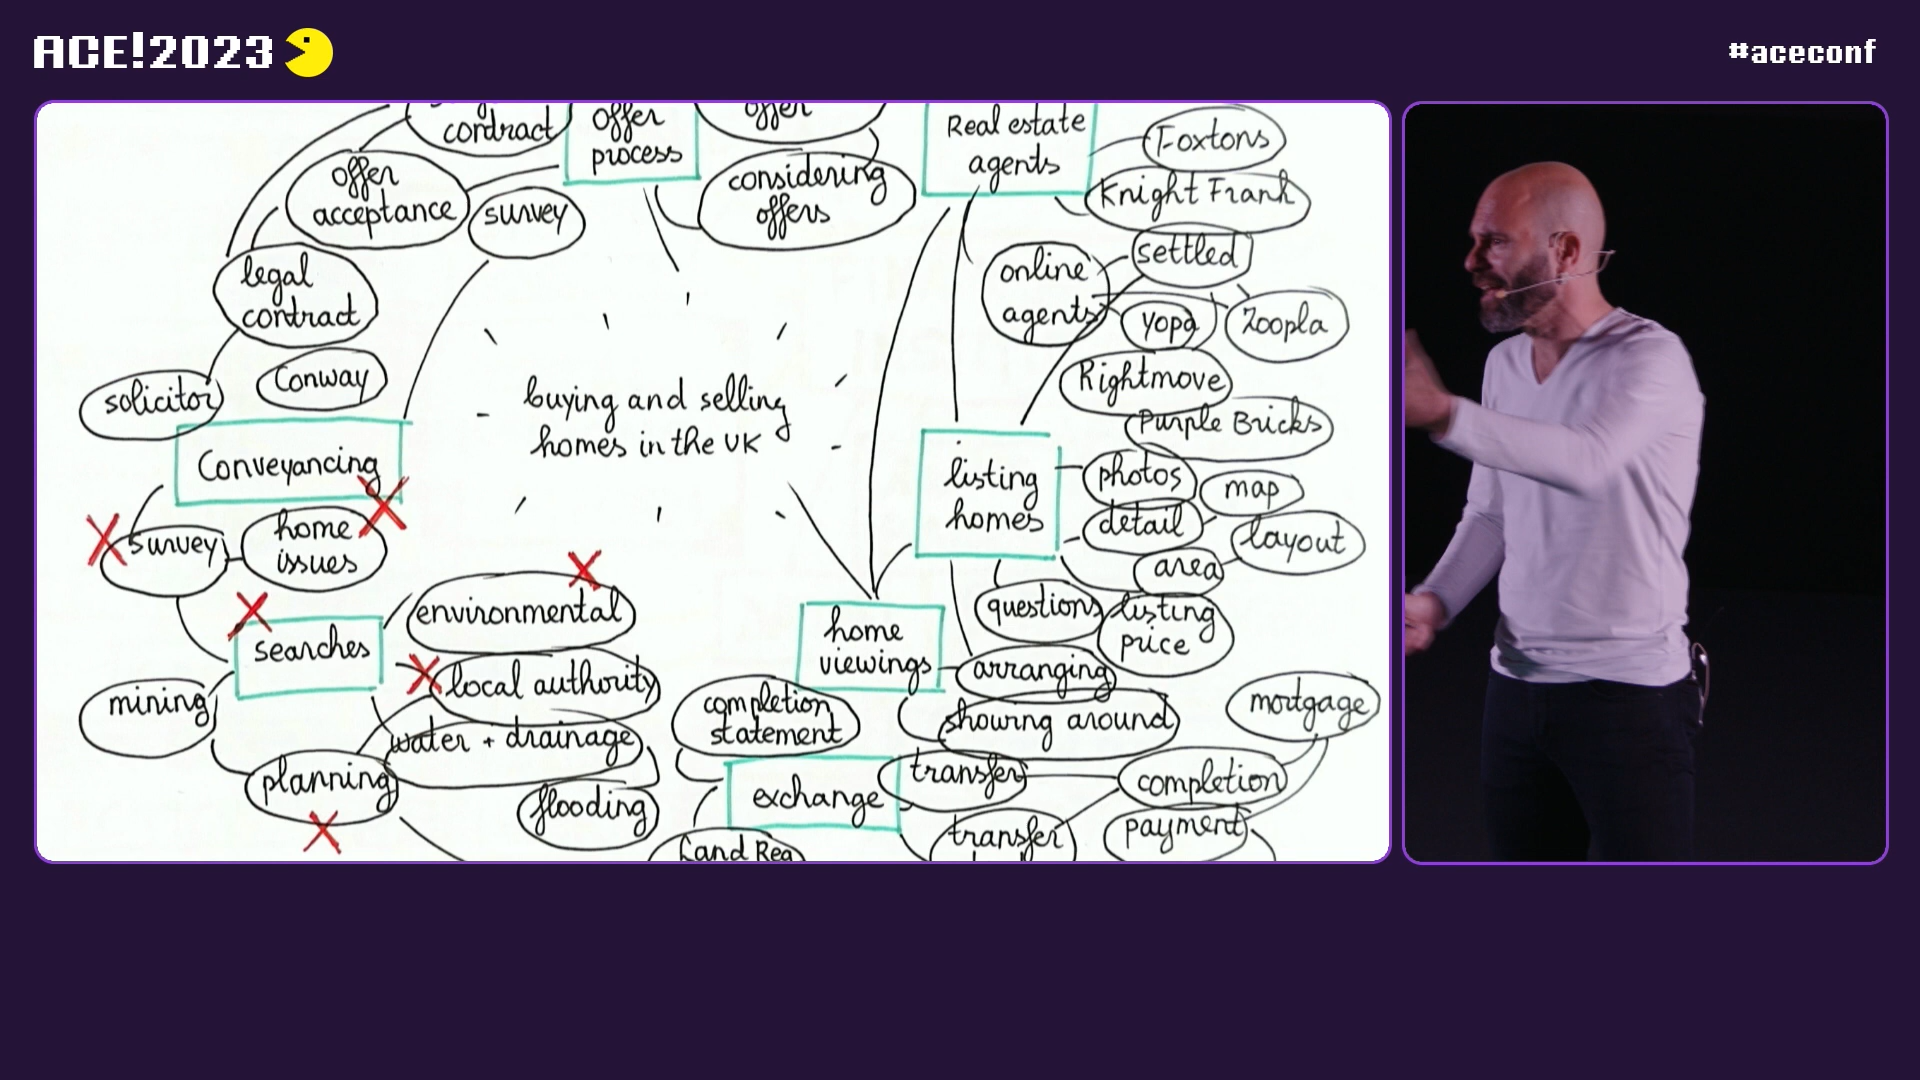 ACE!2023
#aceconf
contract
offer
process
offer
Real estate
agents
Foxtons
offer
acceptance
survey
considering
offers
Knight Frank
legal
contract
online
agents
settled
yopa
Zoopla
solicitor
Conway
buying and selling
homes in the UK
Rightmove
Purple Bricks
Conveyancing
listing
homes
photos
map
detail
layout
area
survey
home
issues
environmental
questions
listing
price
searches
home
viewings
local authority
arranging
mining
completion
statement
showing around
mortgage
water + drainage
planning
flooding
exchange
transfer
completion
transfer
payment
Land Reg